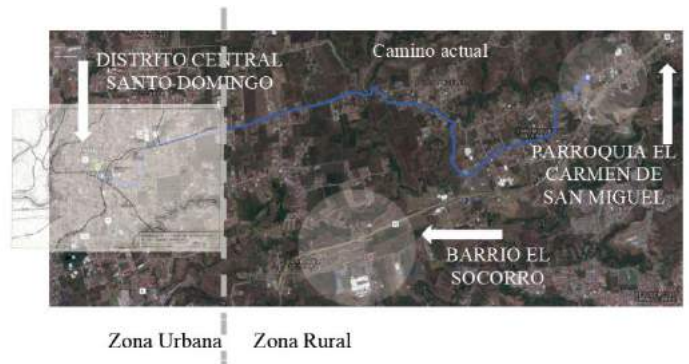 DISTRITO CENTRAL
SANTO DOMINGO
Camino actual
PARROQUIA EL
CARMEN DE
SAN MIGUEL
BARRIO EL
SOCORRO
Zona Urbana
Zona Rural